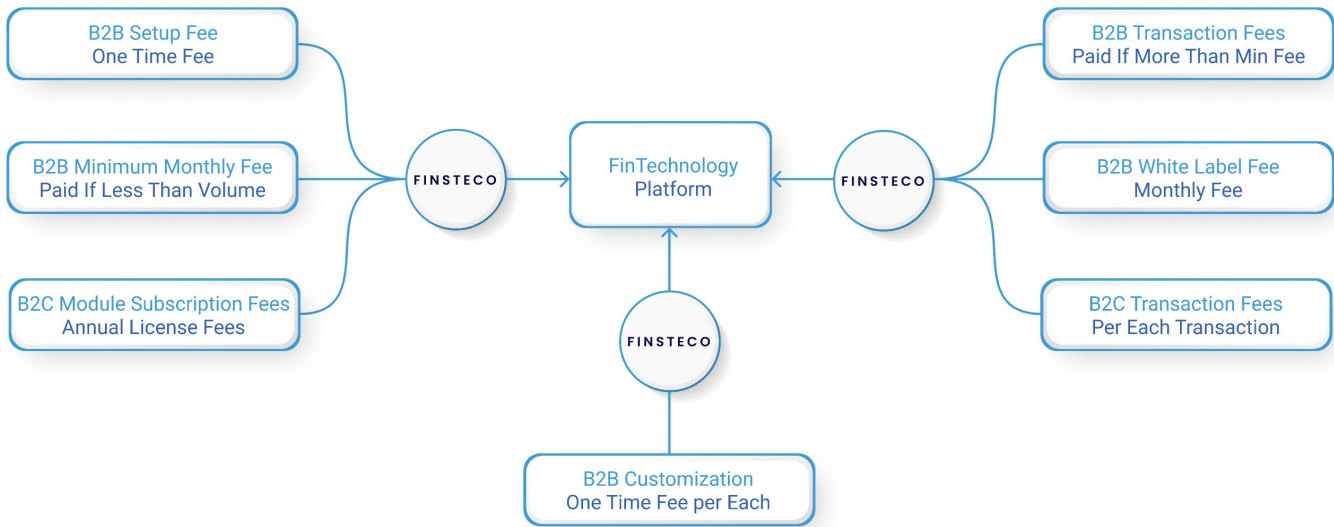 B2B Setup Fee
One Time Fee
B2B Minimum Monthly Fee
Paid If Less Than Volume
B2C Module Subscription Fees
Annual License Fees
FINSTECO
FinTechnology
Platform
FINSTECO
FINSTECO
B2B Customization
One Time Fee per Each
B2B Transaction Fees
Paid If More Than Min Fee
B2B White Label Fee
Monthly Fee
B2C Transaction Fees
Per Each Transaction